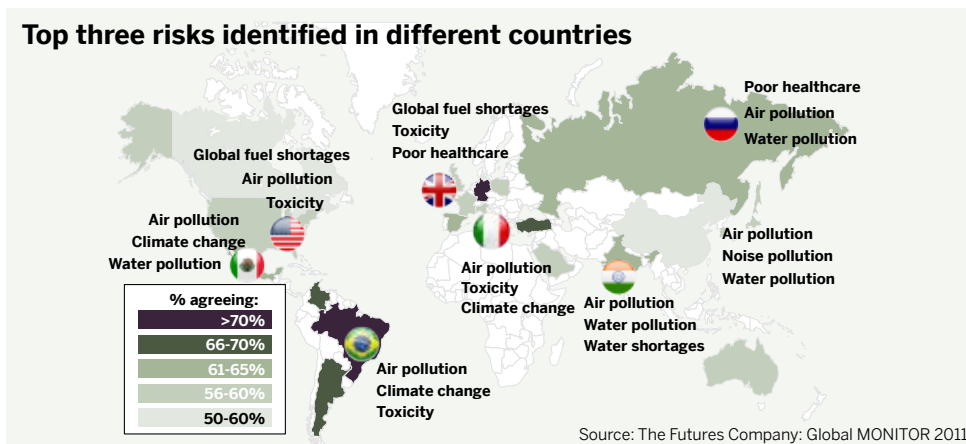 Top three risks identified in different countries
Global fuel shortages
Air pollution
Toxicity
Air pollution
Climate change
Water pollution
Global fuel shortages
Toxicity
Poor healthcare
Poor healthcare
Air pollution
Water pollution
Air pollution
Toxicity
Climate change
Air pollution
Noise pollution
Water pollution
Air pollution
Water pollution
Water shortages
Air pollution
Climate change
Toxicity
% agreeing:
>70%
66-70%
61-65%
56-60%
50-60%
Source: The Futures Company: Global MONITOR 2011